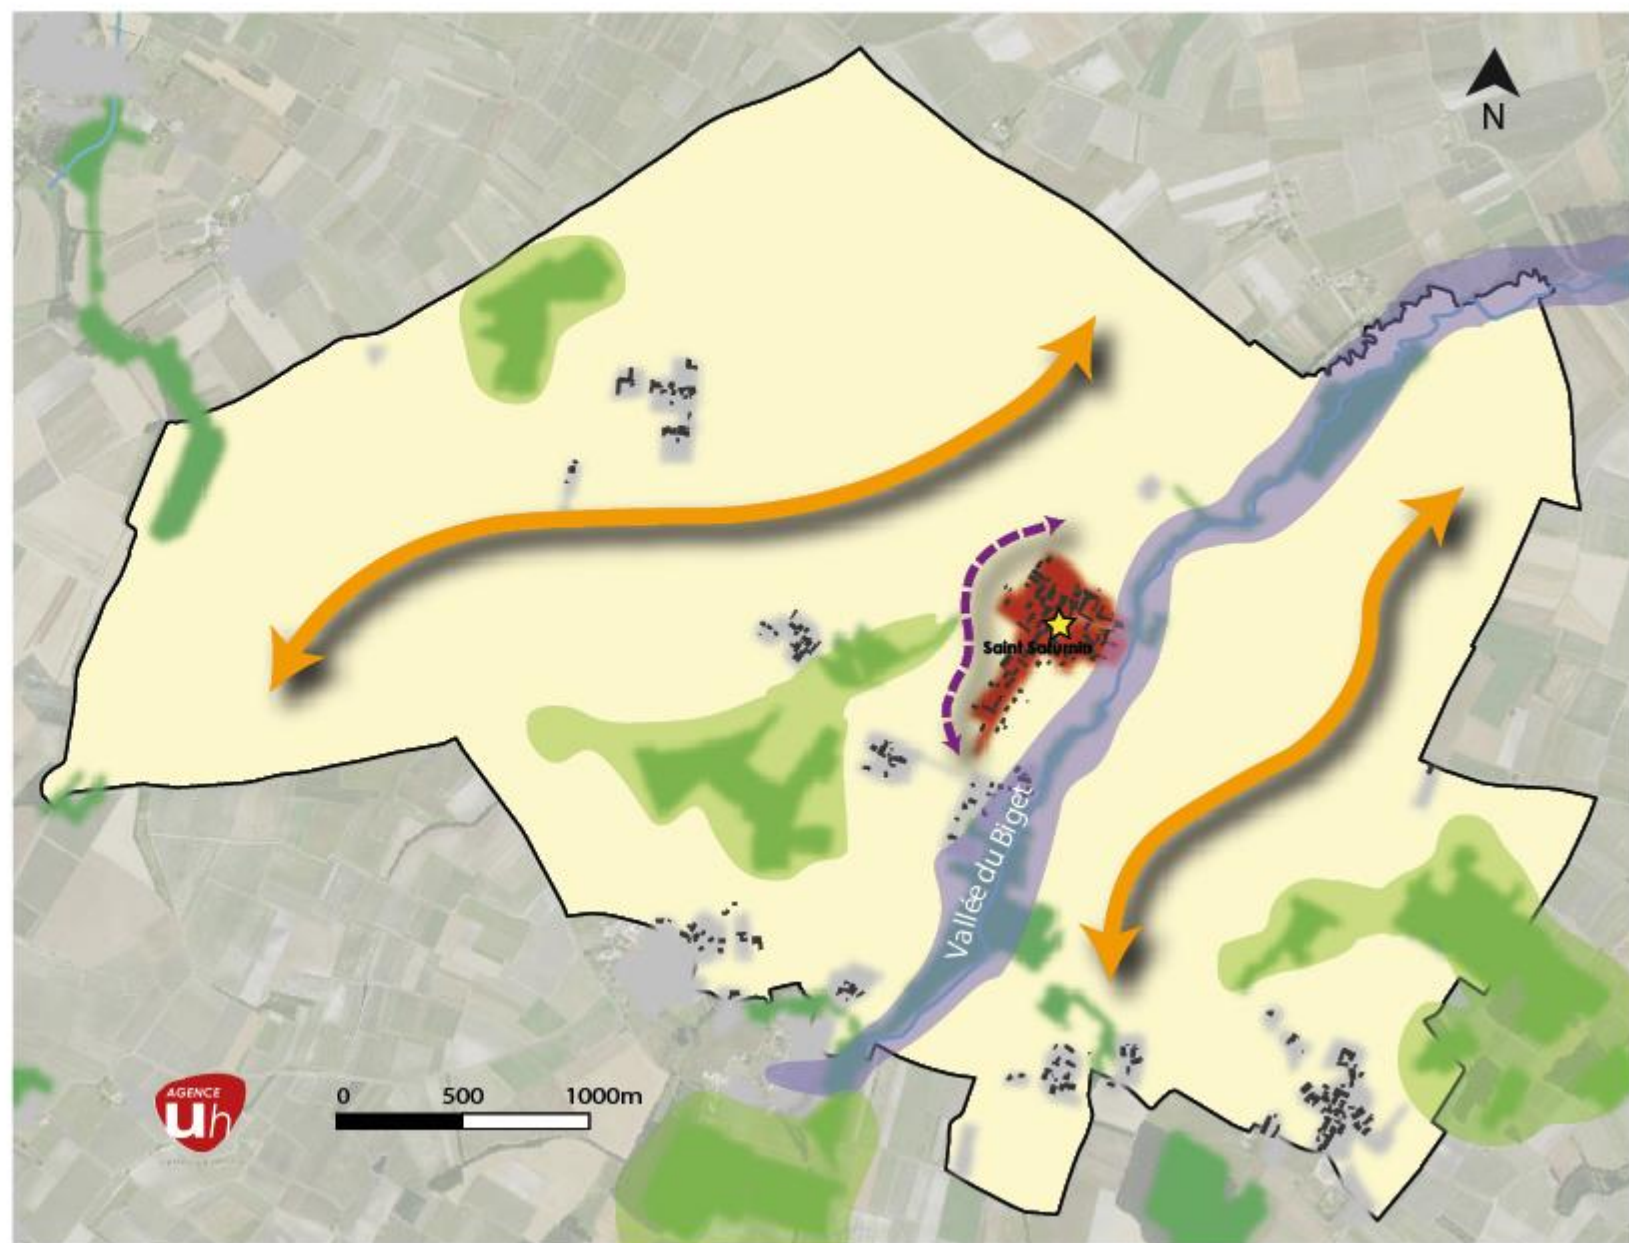 N
Saint Saturnin
Vallée du Biget
AGENCE
uh
0 500 1000m